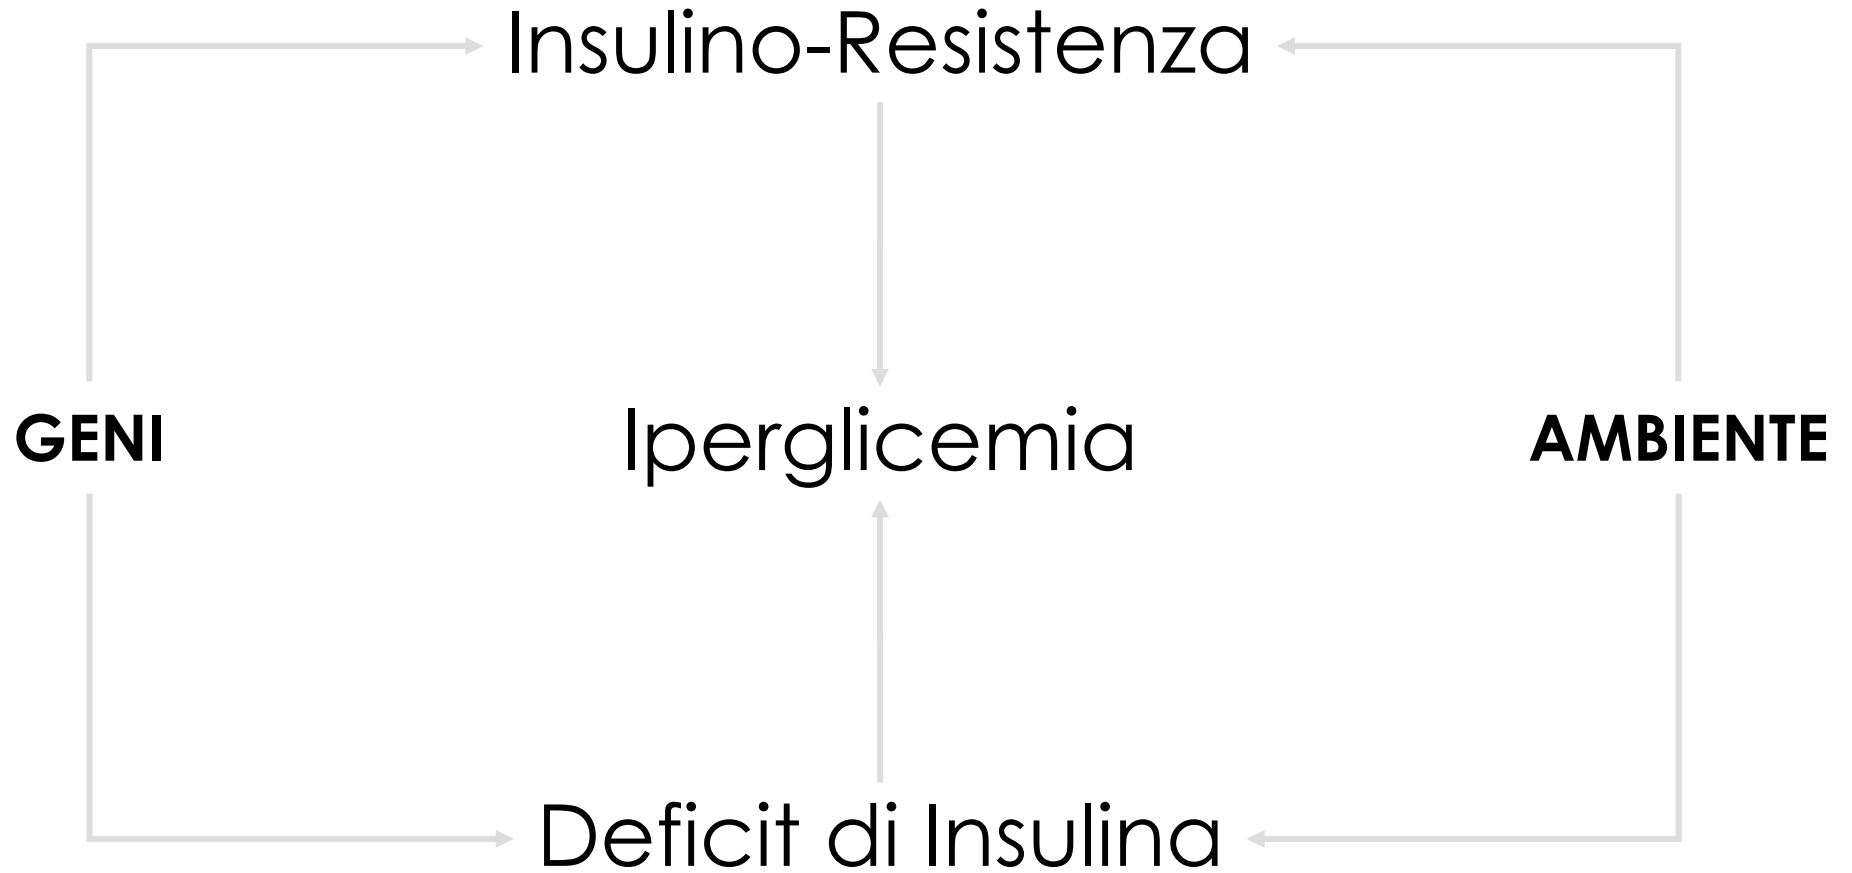 Insulino-Resistenza
GENI
Iperglicemia
AMBIENTE
Deficit di Insulina